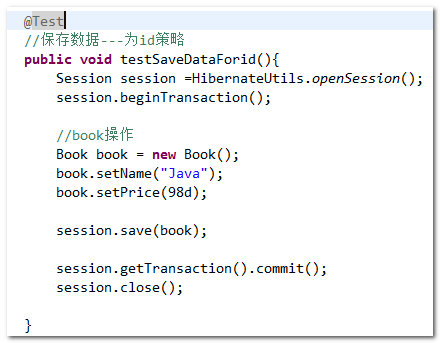 @Test
//保存数据---为id策略
public void testSaveDataForid(){
Session session =HibernateUtils.openSession();
session.beginTransaction();
//book操作
Book book = new Book();
book.setName("Java");
book.setPrice(98d);
session.save(book);
session.getTransaction().commit();
session.close();
}